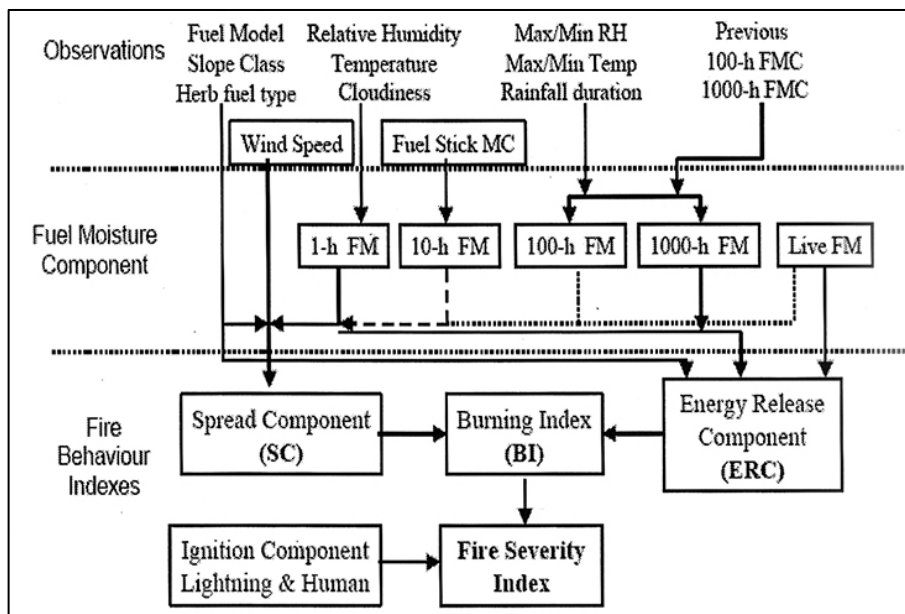 Observations
Fuel Model
Slope Class
Herb fuel type
Relative Humidity
Temperature
Cloudiness
Max/Min RH
Max/Min Temp
Rainfall duration
Previous
100-h FMC
1000-h FMC
Wind Speed
Fuel Stick MC
Fuel Moisture
Component
1-h FM
10-h FM
100-h FM
1000-h FM
Live FM
Fire
Behaviour
Indexes
Spread Component
(SC)
Burning Index
(BI)
Energy Release
Component
(ERC)
Ignition Component
Lightning & Human
Fire Severity
Index